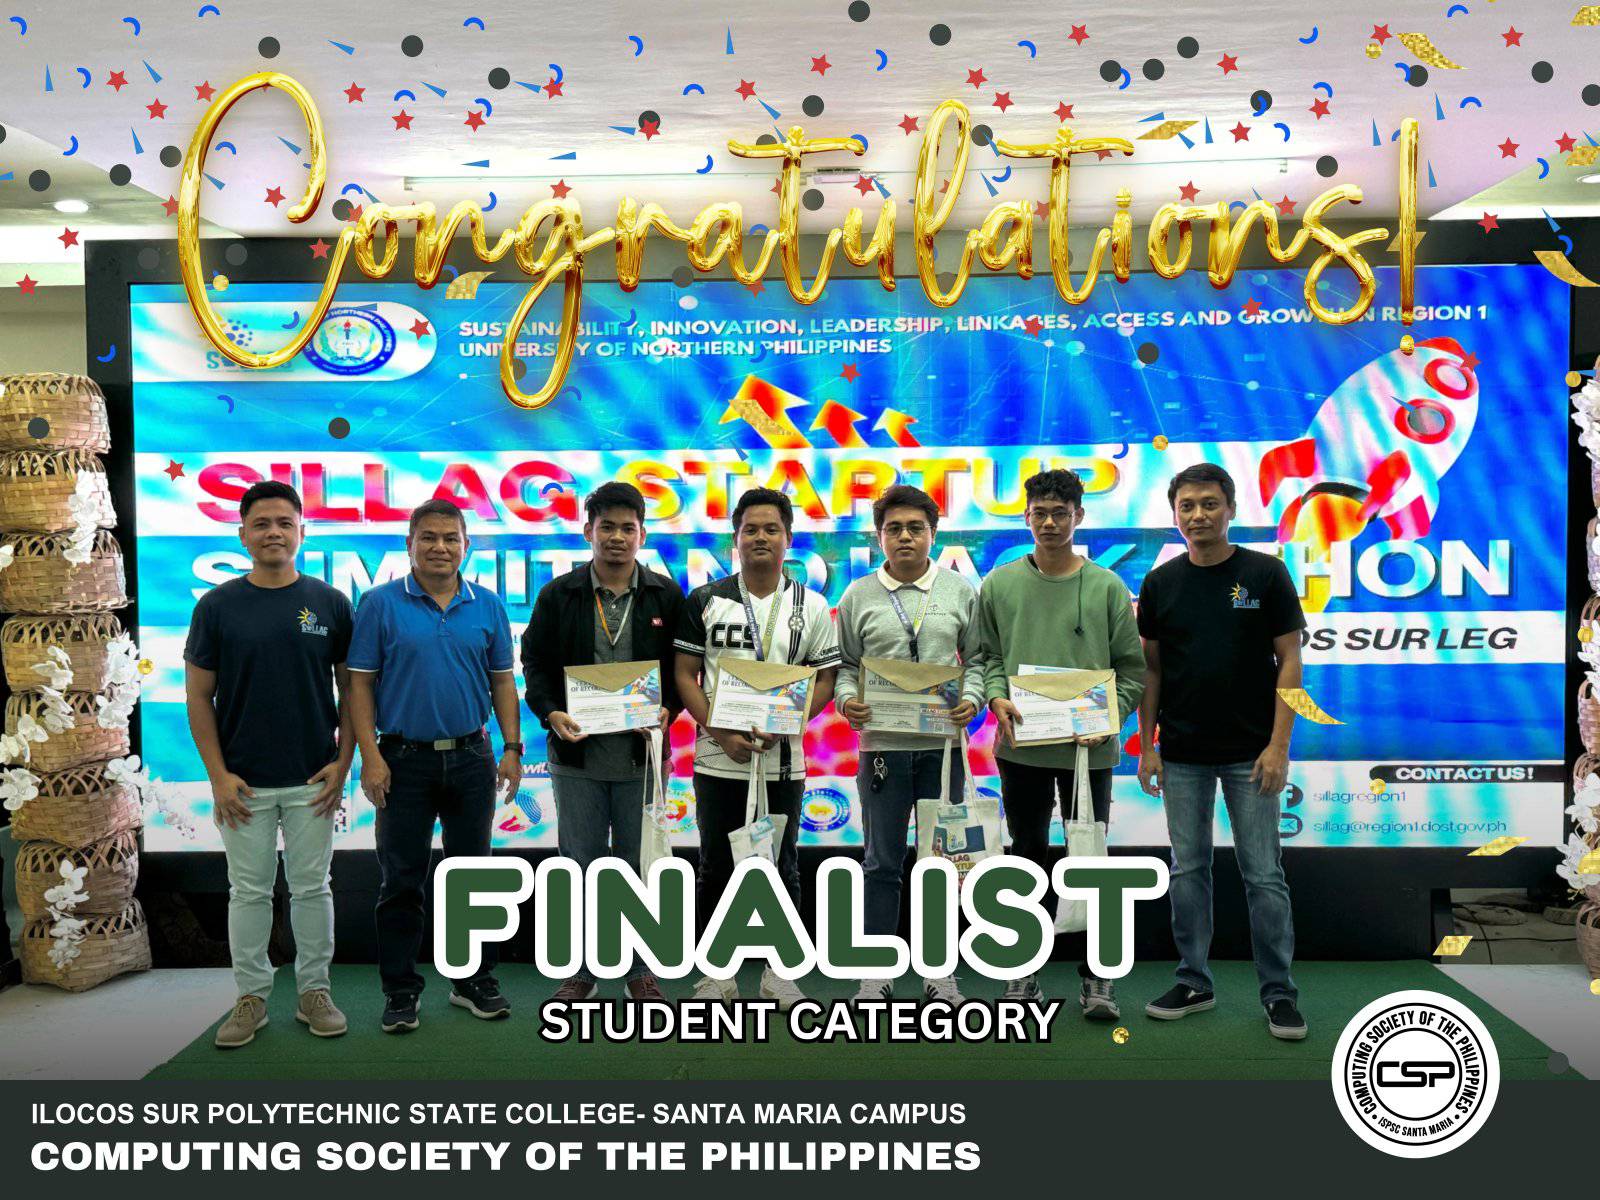 Congratulations!
SUSTAINABILITY, INNOVATION, LEADERSHIP, LINKAGES, ACCESS AND GROWTH IN REGION 1
UNIVERSITY OF NORTHERN PHILIPPINES
SILLAG STARTUP
SUMMIT AND HACKATHON
OS SUR LEG
SILLAG
CCS
SILLAG
CONTACT US!
sillagregion1
sillag@region1.dost.gov.ph
FINALIST
STUDENT CATEGORY
ILOCOS SUR POLYTECHNIC STATE COLLEGE- SANTA MARIA CAMPUS
COMPUTING SOCIETY OF THE PHILIPPINES
COMPUTING SOCIETY OF THE PHILIPPINES
CSP
• ISPSC SANTA MARIA •